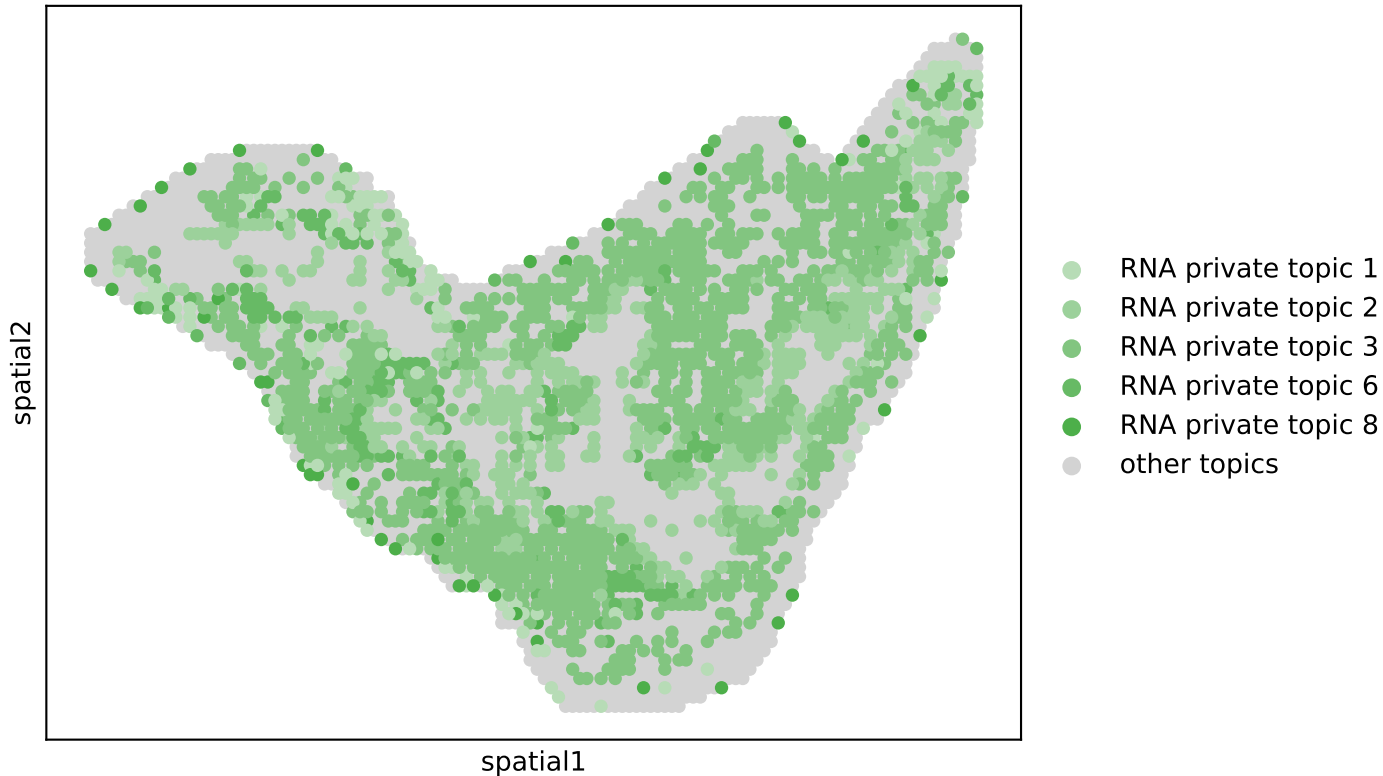 spatial2
spatial1
RNA private topic 1
RNA private topic 2
RNA private topic 3
RNA private topic 6
RNA private topic 8
other topics